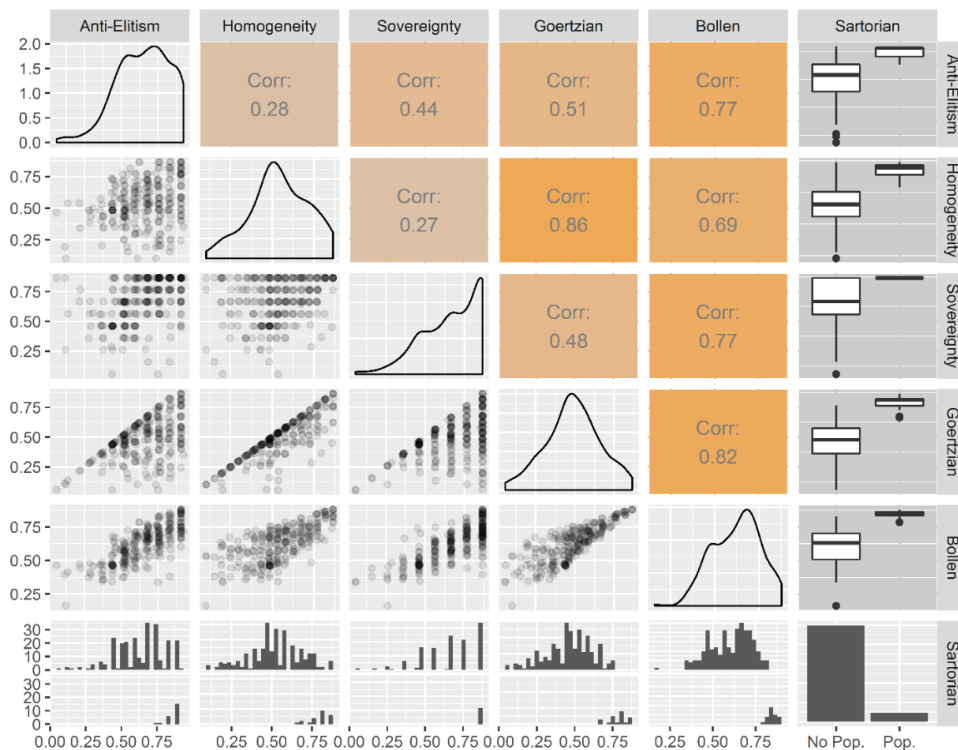 Anti-Elitism Homogeneity Sovereignty Goertzian Bollen Sartorian
2.0
1.5
1.0
0.5
0.0
Corr:
0.28
Corr:
0.44
Corr:
0.51
Corr:
0.77
Anti-Elitism
0.75
0.50
0.25
Corr:
0.27
Corr:
0.86
Corr:
0.69
Homogeneity
0.75
0.50
0.25
0.00
Corr:
0.48
Corr:
0.77
Sovereignty
0.75
0.50
0.25
Corr:
0.82
Goertzian
0.75
0.50
0.25
Bollen
30
20
10
0
30
20
10
0
Sartorian
0.00 0.25 0.50 0.75 0.25 0.50 0.75 0.00 0.25 0.50 0.75 0.25 0.50 0.75 0.25 0.50 0.75 No Pop. Pop.